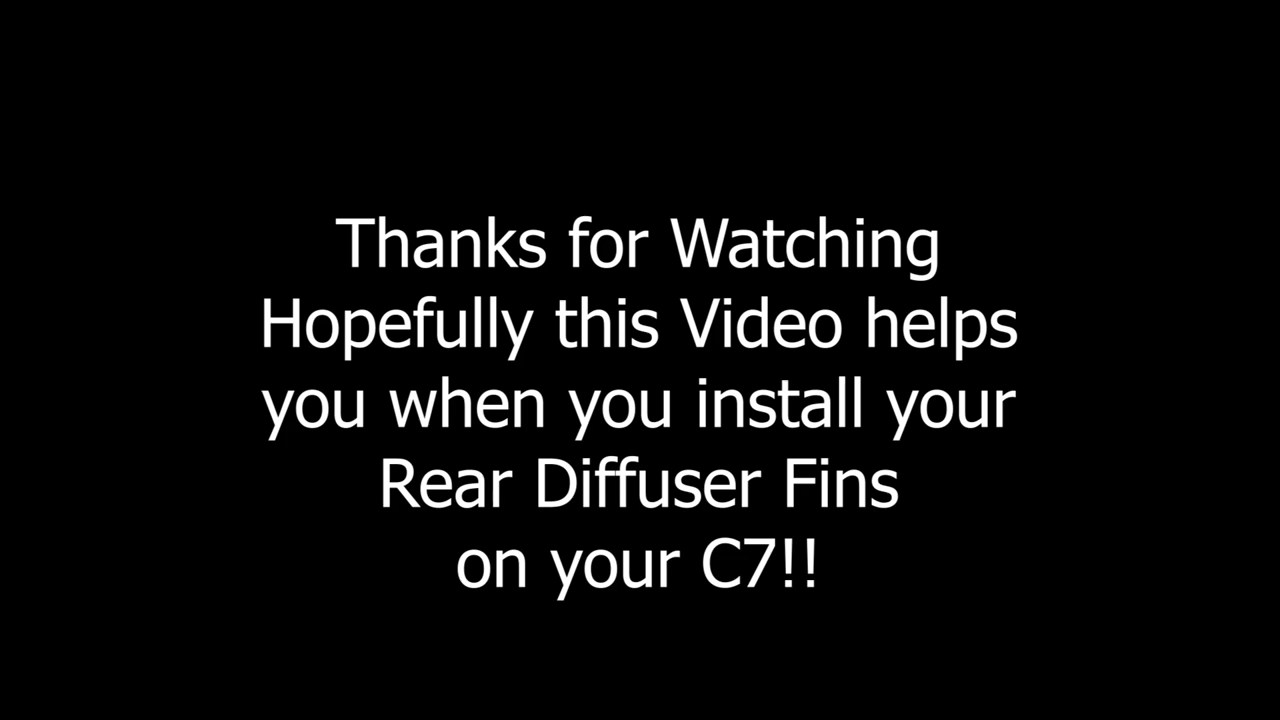 Thanks for Watching
Hopefully this Video helps
you when you install your
Rear Diffuser Fins
on your C7!!